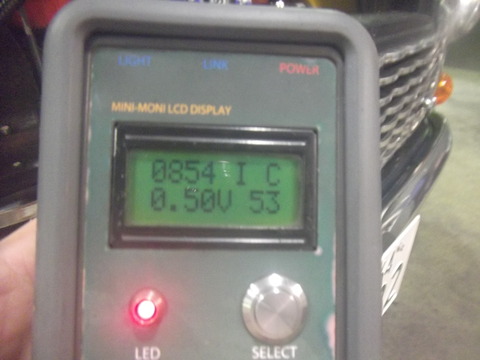 LIGHT LINK POWER
MINI-MONI LCD DISPLAY
0854 I C
0.50V 53
LED SELECT